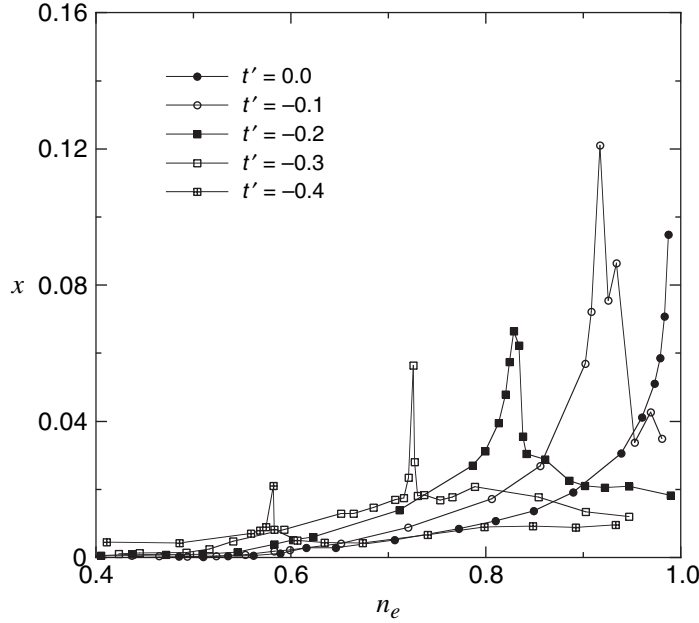 0.16
t′ = 0.0
t′ = –0.1
0.12
t′ = –0.2
t′ = –0.3
t′ = –0.4
x
0.08
0.04
0
0.4
0.6
0.8
1.0
nₑ